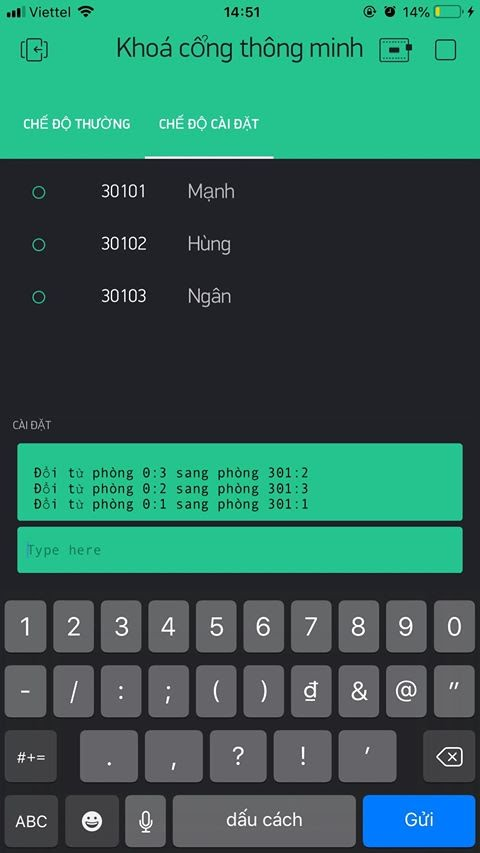 Viettel 14:51 14%
Khoá cổng thông minh
CHẾ ĐỘ THƯỜNG CHẾ ĐỘ CÀI ĐẶT
30101 Mạnh
30102 Hùng
30103 Ngân
CÀI ĐẶT
Đổi từ phòng 0:3 sang phòng 301:2
Đổi từ phòng 0:2 sang phòng 301:3
Đổi từ phòng 0:1 sang phòng 301:1
Type here
1 2 3 4 5 6 7 8 9 0
- / : ; ( ) ₫ & @ "
#+= . , ? ! ’
ABC dấu cách Gửi